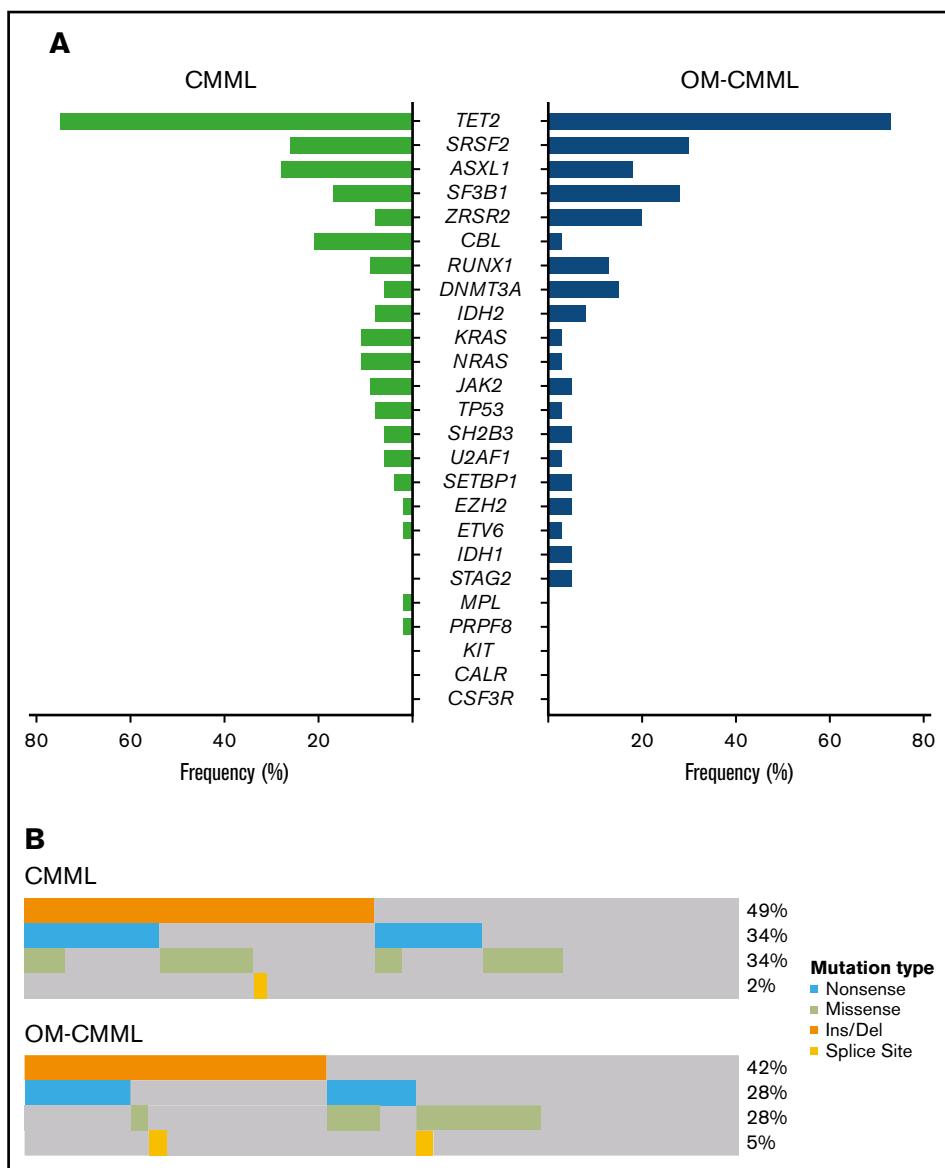 A
CMML
OM-CMML
TET2
SRSF2
ASXL1
SF3B1
ZRSR2
CBL
RUNX1
DNMT3A
IDH2
KRAS
NRAS
JAK2
TP53
SH2B3
U2AF1
SETBP1
EZH2
ETV6
IDH1
STAG2
MPL
PRPF8
KIT
CALR
CSF3R
80 60 40 20
20 40 60 80
Frequency (%)
Frequency (%)
B
CMML
49%
34%
34%
2%
Mutation type
Nonsense
Missense
Ins/Del
Splice Site
OM-CMML
42%
28%
28%
5%